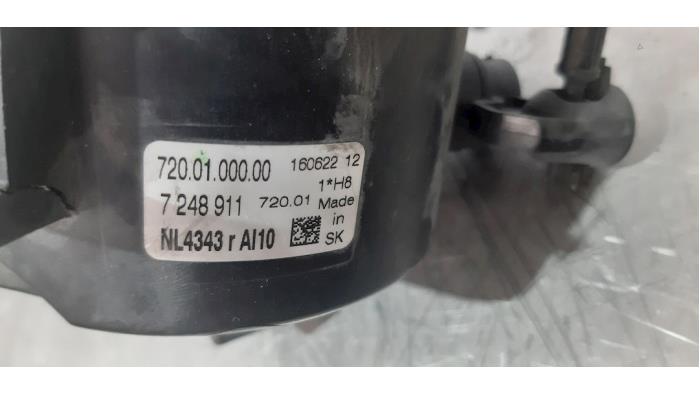 720.01.000.00 160622 12
1*H8
7 248 911 720.01 Made
in
NL4343 r AI10 SK